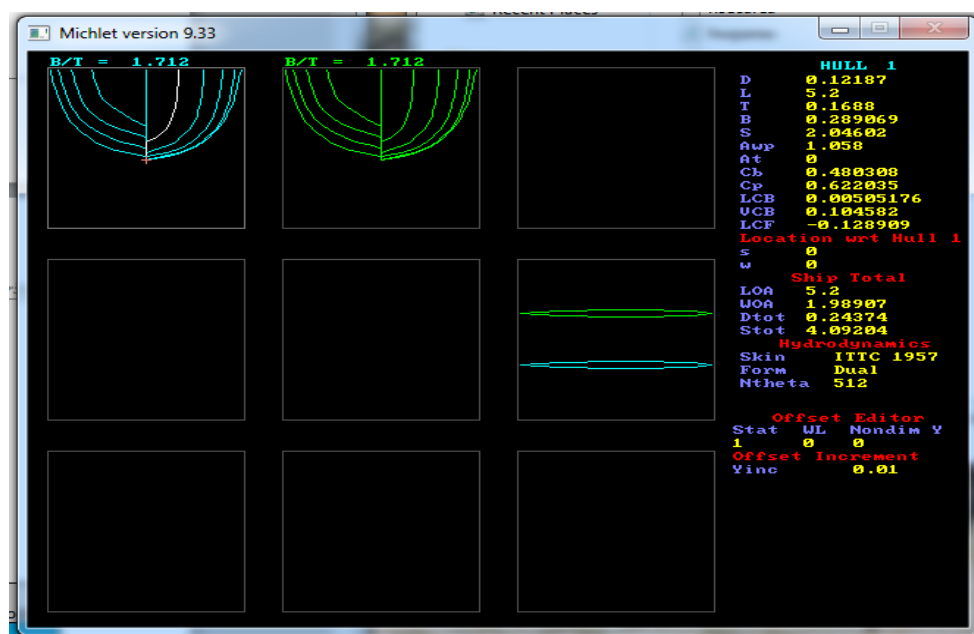 Recent Places
Michlet version 9.33
B/T = 1.712
B/T = 1.712
HULL 1
D 0.12187
L 5.2
T 0.1688
B 0.289069
S 2.04602
Awp 1.058
At 0
Cb 0.480308
Cp 0.622035
LCB 0.00505176
VCB 0.104582
LCF -0.128909
Location wrt Hull 1
s 0
w 0
Ship Total
LOA 5.2
WOA 1.98907
Dtot 0.24374
Stot 4.09204
Hydrodynamics
Skin ITTC 1957
Form Dual
Ntheta 512
Offset Editor
Stat WL Nondim Y
1 0 0
Offset Increment
Yinc 0.01